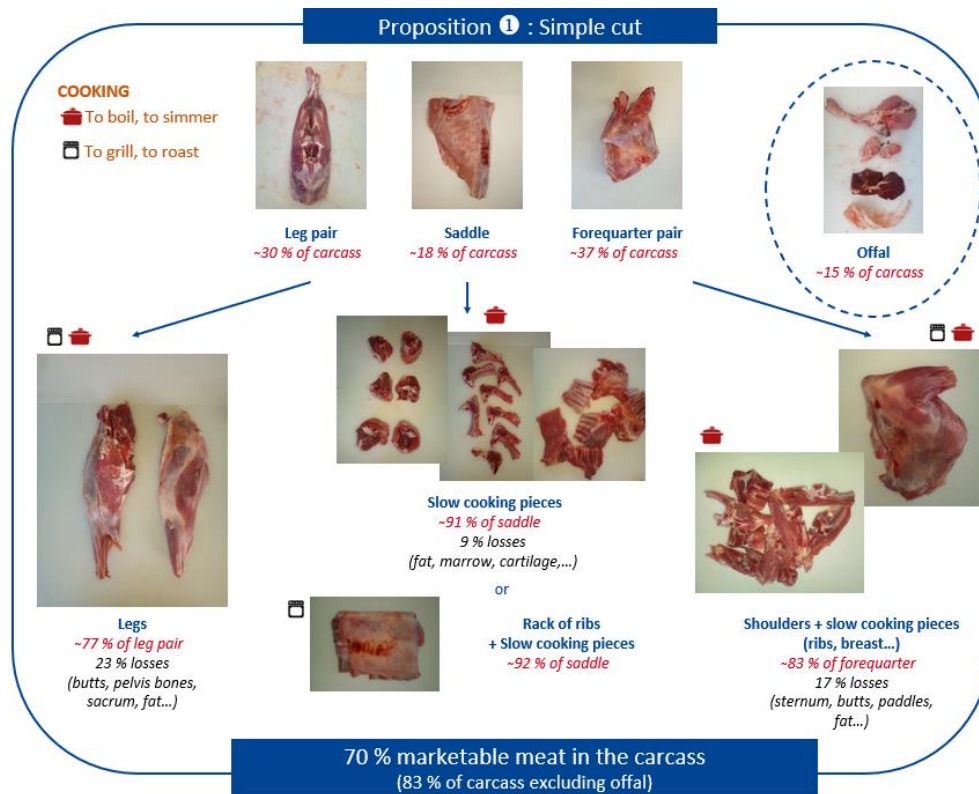 Proposition ❶ : Simple cut
COOKING
To boil, to simmer
To grill, to roast
Leg pair
~30 % of carcass
Saddle
~18 % of carcass
Forequarter pair
~37 % of carcass
Offal
~15 % of carcass
Legs
~77 % of leg pair
23 % losses
(butts, pelvis bones,
sacrum, fat...)
Slow cooking pieces
~91 % of saddle
9 % losses
(fat, marrow, cartilage,...)
or
Rack of ribs
+ Slow cooking pieces
~92 % of saddle
Shoulders + slow cooking pieces
(ribs, breast...)
~83 % of forequarter
17 % losses
(sternum, butts, paddles,
fat...)
70 % marketable meat in the carcass
(83 % of carcass excluding offal)